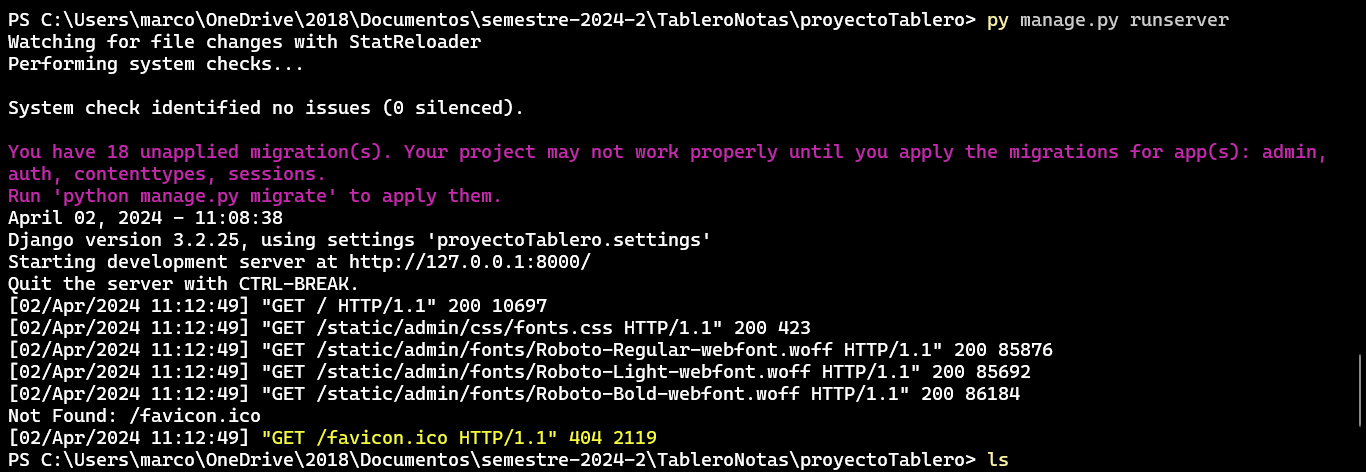 PS C:\Users\marco\OneDrive\2018\Documentos\semestre-2024-2\TableroNotas\proyectoTablero> py manage.py runserver
Watching for file changes with StatReloader
Performing system checks...
System check identified no issues (0 silenced).
You have 18 unapplied migration(s). Your project may not work properly until you apply the migrations for app(s): admin,
auth, contenttypes, sessions.
Run 'python manage.py migrate' to apply them.
April 02, 2024 - 11:08:38
Django version 3.2.25, using settings 'proyectoTablero.settings'
Starting development server at http://127.0.0.1:8000/
Quit the server with CTRL-BREAK.
[02/Apr/2024 11:12:49] "GET / HTTP/1.1" 200 10697
[02/Apr/2024 11:12:49] "GET /static/admin/css/fonts.css HTTP/1.1" 200 423
[02/Apr/2024 11:12:49] "GET /static/admin/fonts/Roboto-Regular-webfont.woff HTTP/1.1" 200 85876
[02/Apr/2024 11:12:49] "GET /static/admin/fonts/Roboto-Light-webfont.woff HTTP/1.1" 200 85692
[02/Apr/2024 11:12:49] "GET /static/admin/fonts/Roboto-Bold-webfont.woff HTTP/1.1" 200 86184
Not Found: /favicon.ico
[02/Apr/2024 11:12:49] "GET /favicon.ico HTTP/1.1" 404 2119
PS C:\Users\marco\OneDrive\2018\Documentos\semestre-2024-2\TableroNotas\proyectoTablero> ls